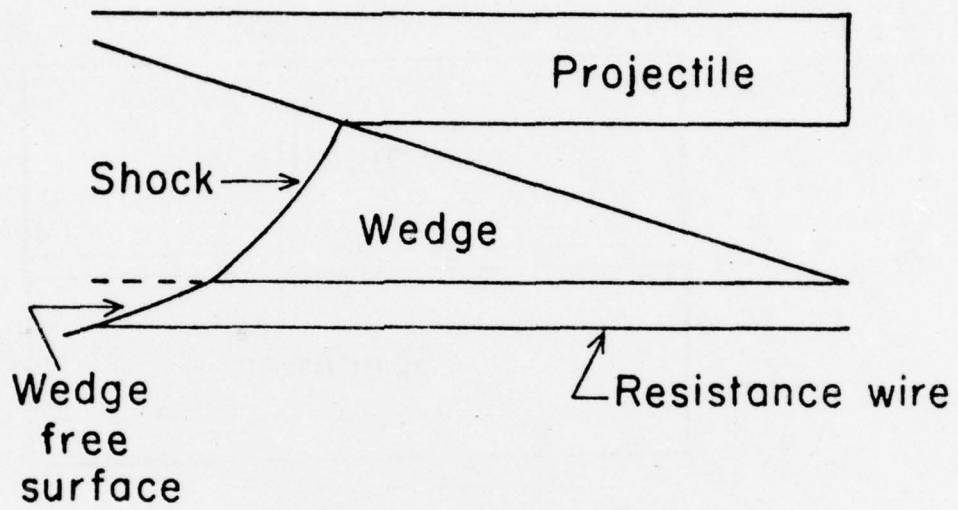 Projectile
Shock
Wedge
Wedge
free
surface
Resistance wire